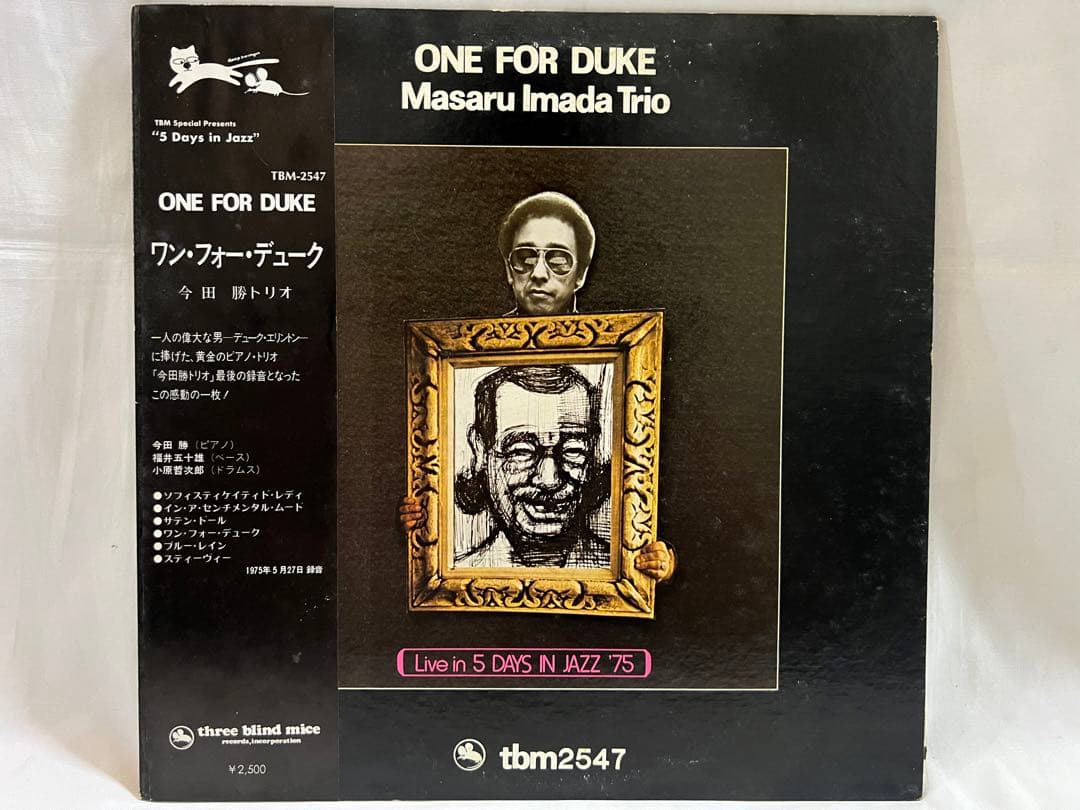 TBM Special Presents
"5 Days in Jazz"
TBM-2547
ONE FOR DUKE
ワン・フォー・デューク
今田 勝トリオ
一人の偉大な男─デューク・エリントン─
に捧げた、黄金のピアノ・トリオ
「今田勝トリオ」最後の録音となった
この感動の一枚!
今田 勝(ピアノ)
福井五十雄(ベース)
小原哲次郎(ドラムス)
●ソフィスティケイティド・レディ
●イン・ア・センチメンタル・ムード
●サテン・ドール
●ワン・フォー・デューク
●ブルー・レイン
●スティーヴィー
1975年5月27日 録音
three blind mice
records,incorporation
¥2,500
ONE FOR DUKE
Masaru Imada Trio
Live in 5 DAYS IN JAZZ '75
tbm2547